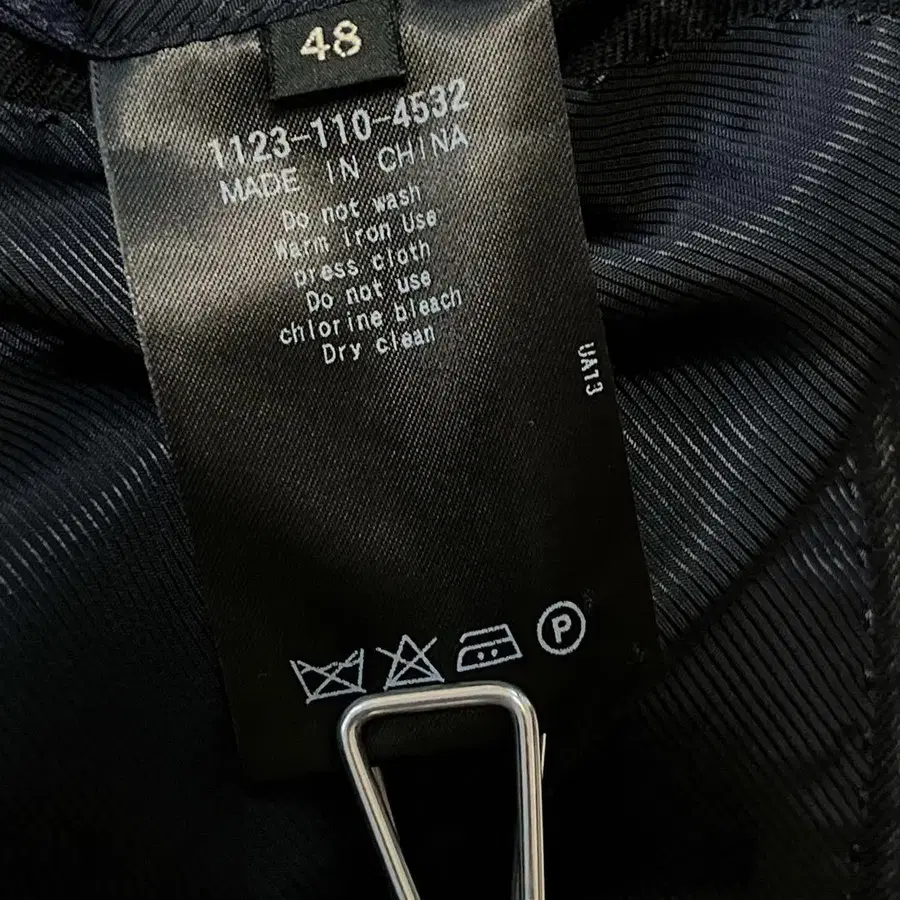 48
1123-110-4532
MADE IN CHINA
Do not wash
Warm Iron Use
press cloth
Do not use
chlorine bleach
Dry clean
UA13
P